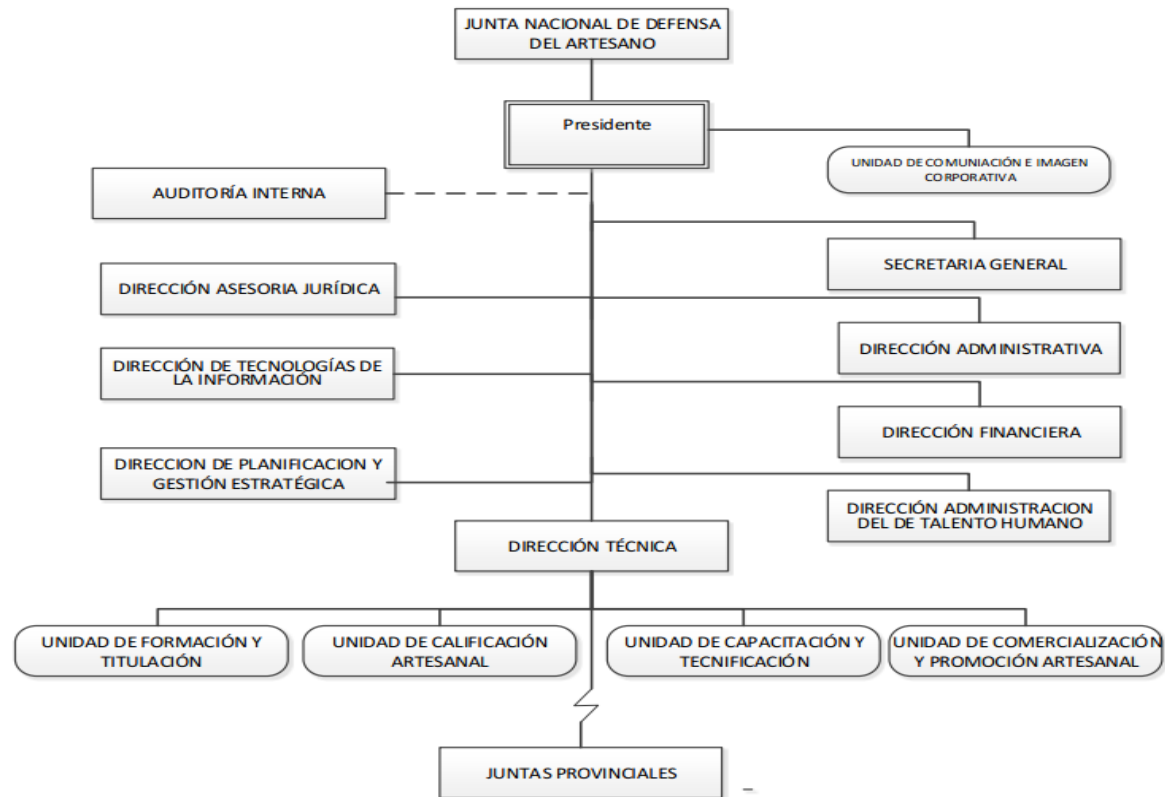 JUNTA NACIONAL DE DEFENSA
DEL ARTESANO
Presidente
UNIDAD DE COMUNIACIÓN E IMAGEN
CORPORATIVA
AUDITORÍA INTERNA
SECRETARIA GENERAL
DIRECCIÓN ASESORIA JURÍDICA
DIRECCIÓN ADMINISTRATIVA
DIRECCIÓN DE TECNOLOGÍAS DE
LA INFORMACIÓN
DIRECCIÓN FINANCIERA
DIRECCION DE PLANIFICACION Y
GESTIÓN ESTRATÉGICA
DIRECCIÓN ADMINISTRACION
DEL DE TALENTO HUMANO
DIRECCIÓN TÉCNICA
UNIDAD DE FORMACIÓN Y
TITULACIÓN
UNIDAD DE CALIFICACIÓN
ARTESANAL
UNIDAD DE CAPACITACIÓN Y
TECNIFICACIÓN
UNIDAD DE COMERCIALIZACIÓN
Y PROMOCIÓN ARTESANAL
JUNTAS PROVINCIALES